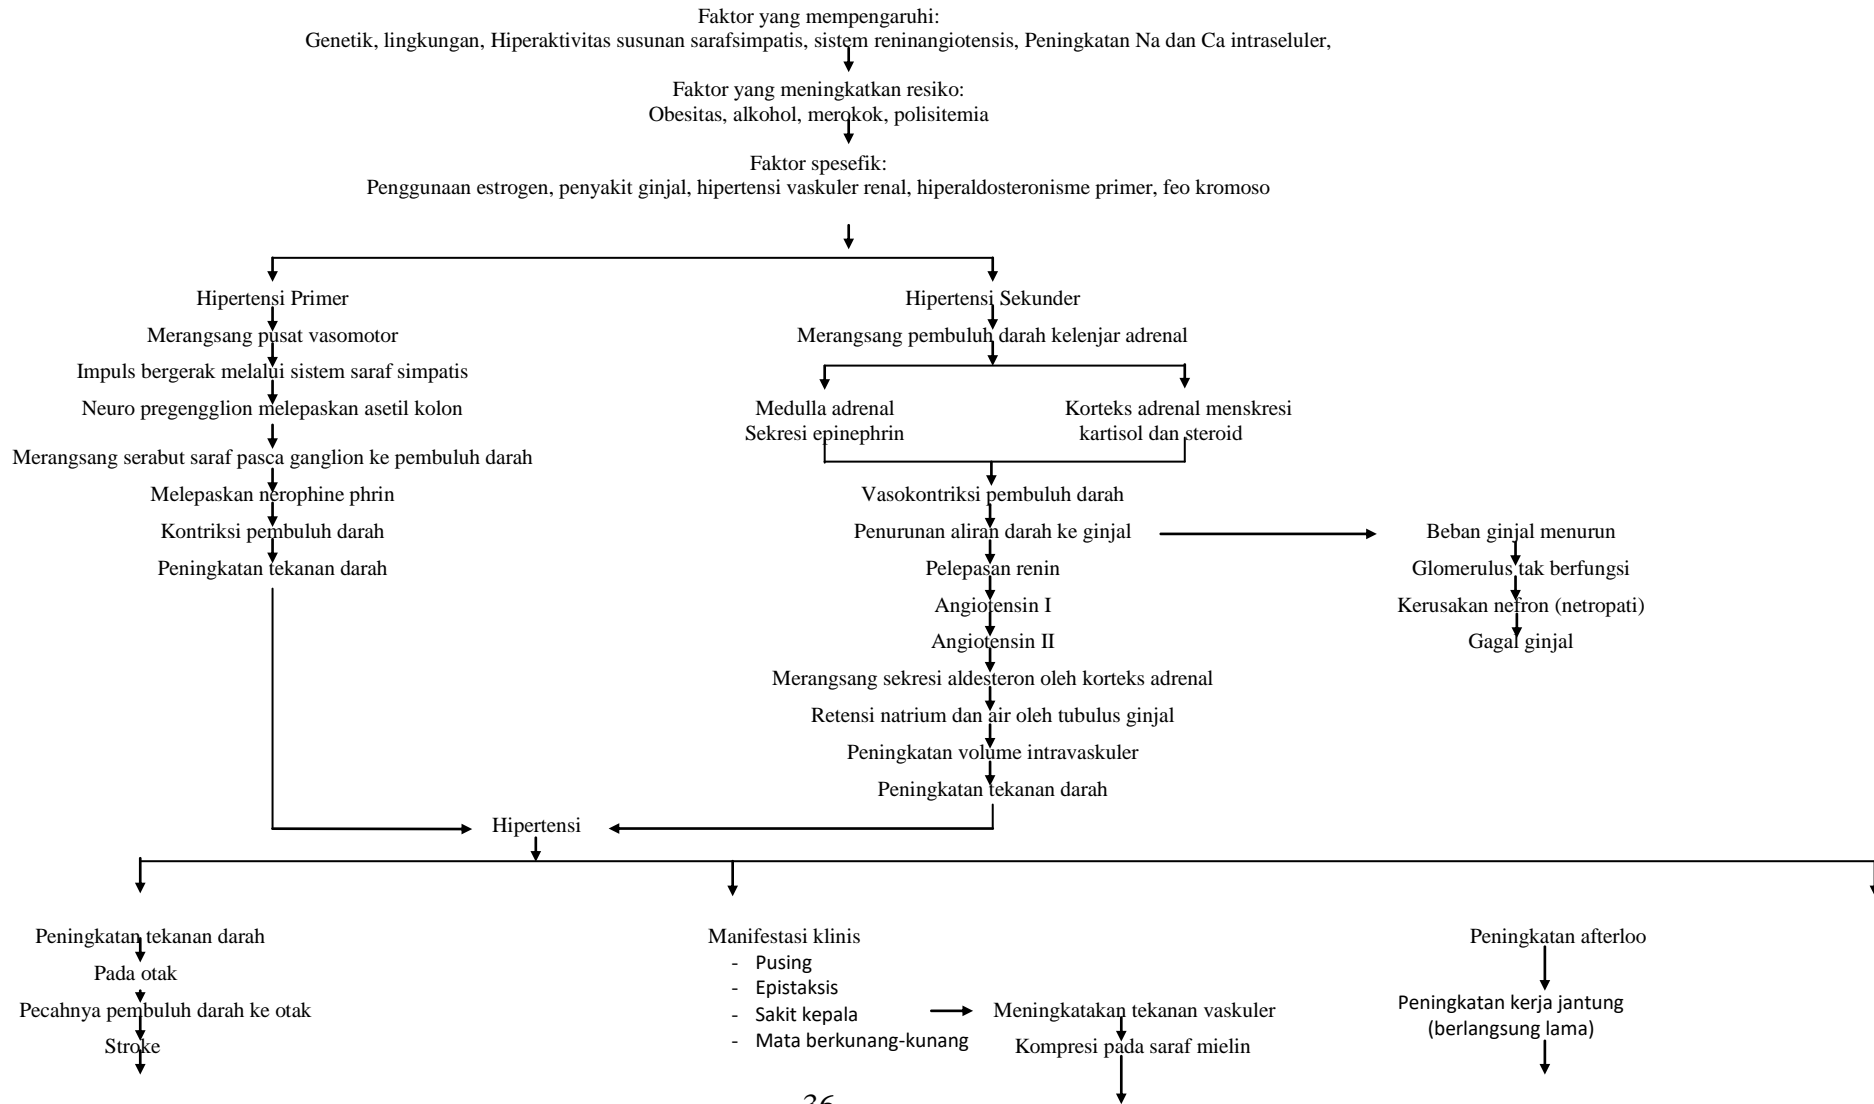 Faktor yang mempengaruhi:
Genetik, lingkungan, Hiperaktivitas susunan sarafsimpatis, sistem reninangiotensis, Peningkatan Na dan Ca intraseluler,
Faktor yang meningkatkan resiko:
Obesitas, alkohol, merokok, polisitemia
Faktor spesefik:
Penggunaan estrogen, penyakit ginjal, hipertensi vaskuler renal, hiperaldosteronisme primer, feo kromoso
Hipertensi Primer
Merangsang pusat vasomotor
Impuls bergerak melalui sistem saraf simpatis
Neuro pregengglion melepaskan asetil kolon
Merangsang serabut saraf pasca ganglion ke pembuluh darah
Melepaskan nerophine phrin
Kontriksi pembuluh darah
Peningkatan tekanan darah
Hipertensi Sekunder
Merangsang pembuluh darah kelenjar adrenal
Medulla adrenal
Sekresi epinephrin
Korteks adrenal menskresi
kartisol dan steroid
Vasokontriksi pembuluh darah
Penurunan aliran darah ke ginjal
Pelepasan renin
Angiotensin I
Angiotensin II
Merangsang sekresi aldesteron oleh korteks adrenal
Retensi natrium dan air oleh tubulus ginjal
Peningkatan volume intravaskuler
Peningkatan tekanan darah
Beban ginjal menurun
Glomerulus tak berfungsi
Kerusakan nefron (netropati)
Gagal ginjal
Hipertensi
Peningkatan tekanan darah
Pada otak
Pecahnya pembuluh darah ke otak
Stroke
Manifestasi klinis
- Pusing
- Epistaksis
- Sakit kepala
- Mata berkunang-kunang
Meningkatakan tekanan vaskuler
Kompresi pada saraf mielin
Peningkatan afterloo
Peningkatan kerja jantung
(berlangsung lama)